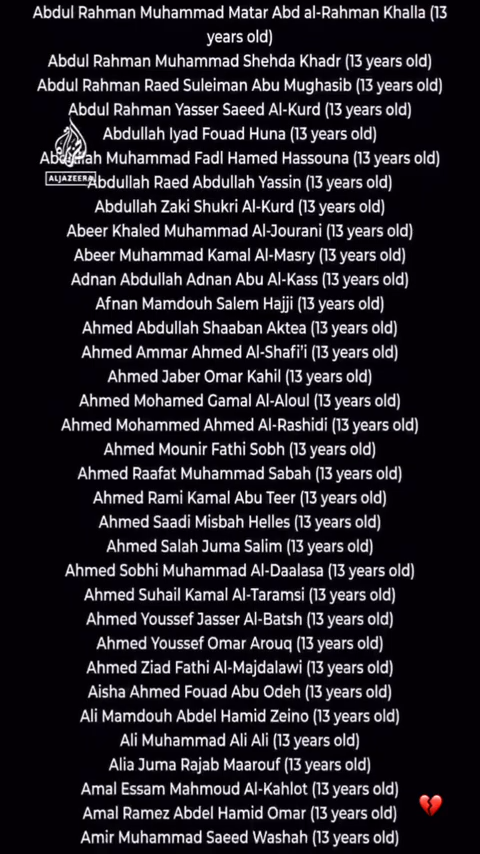 Abdul Rahman Muhammad Matar Abd al-Rahman Khalla (13
years old)
Abdul Rahman Muhammad Shehda Khadr (13 years old)
Abdul Rahman Raed Suleiman Abu Mughasib (13 years old)
Abdul Rahman Yasser Saeed Al-Kurd (13 years old)
Abdullah Iyad Fouad Huna (13 years old)
Muhammad Fadl Hamed Hassouna (13 years old)
ALJAZEERA
Abdullah Raed Abdullah Yassin (13 years old)
Abdullah Zaki Shukri Al-Kurd (13 years old)
Abeer Khaled Muhammad Al-Jourani (13 years old)
Abeer Muhammad Kamal Al-Masry (13 years old)
Adnan Abdullah Adnan Abu Al-Kass (13 years old)
Afnan Mamdouh Salem Hajji (13 years old)
Ahmed Abdullah Shaaban Aktea (13 years old)
Ahmed Ammar Ahmed Al-Shafi’i (13 years old)
Ahmed Jaber Omar Kahil (13 years old)
Ahmed Mohamed Gamal Al-Aloul (13 years old)
Ahmed Mohammed Ahmed Al-Rashidi (13 years old)
Ahmed Mounir Fathi Sobh (13 years old)
Ahmed Raafat Muhammad Sabah (13 years old)
Ahmed Rami Kamal Abu Teer (13 years old)
Ahmed Saadi Misbah Helles (13 years old)
Ahmed Salah Juma Salim (13 years old)
Ahmed Sobhi Muhammad Al-Daalasa (13 years old)
Ahmed Suhail Kamal Al-Taramsi (13 years old)
Ahmed Youssef Jasser Al-Batsh (13 years old)
Ahmed Youssef Omar Arouq (13 years old)
Ahmed Ziad Fathi Al-Majdalawi (13 years old)
Aisha Ahmed Fouad Abu Odeh (13 years old)
Ali Mamdouh Abdel Hamid Zeino (13 years old)
Ali Muhammad Ali Ali (13 years old)
Alia Juma Rajab Maarouf (13 years old)
Amal Essam Mahmoud Al-Kahlot (13 years old)
Amal Ramez Abdel Hamid Omar (13 years old)
Amir Muhammad Saeed Washah (13 years old)